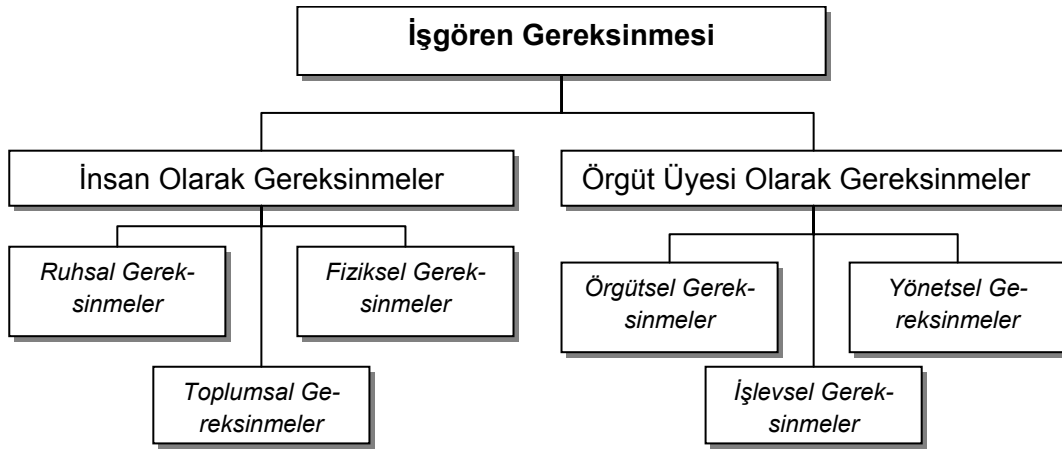 İşgören Gereksinmesi
İnsan Olarak Gereksinmeler
Örgüt Üyesi Olarak Gereksinmeler
Ruhsal Gerek-
sinmeler
Fiziksel Gerek-
sinmeler
Örgütsel Gerek-
sinmeler
Yönetsel Ge-
reksinmeler
Toplumsal Ge-
reksinmeler
İşlevsel Gerek-
sinmeler